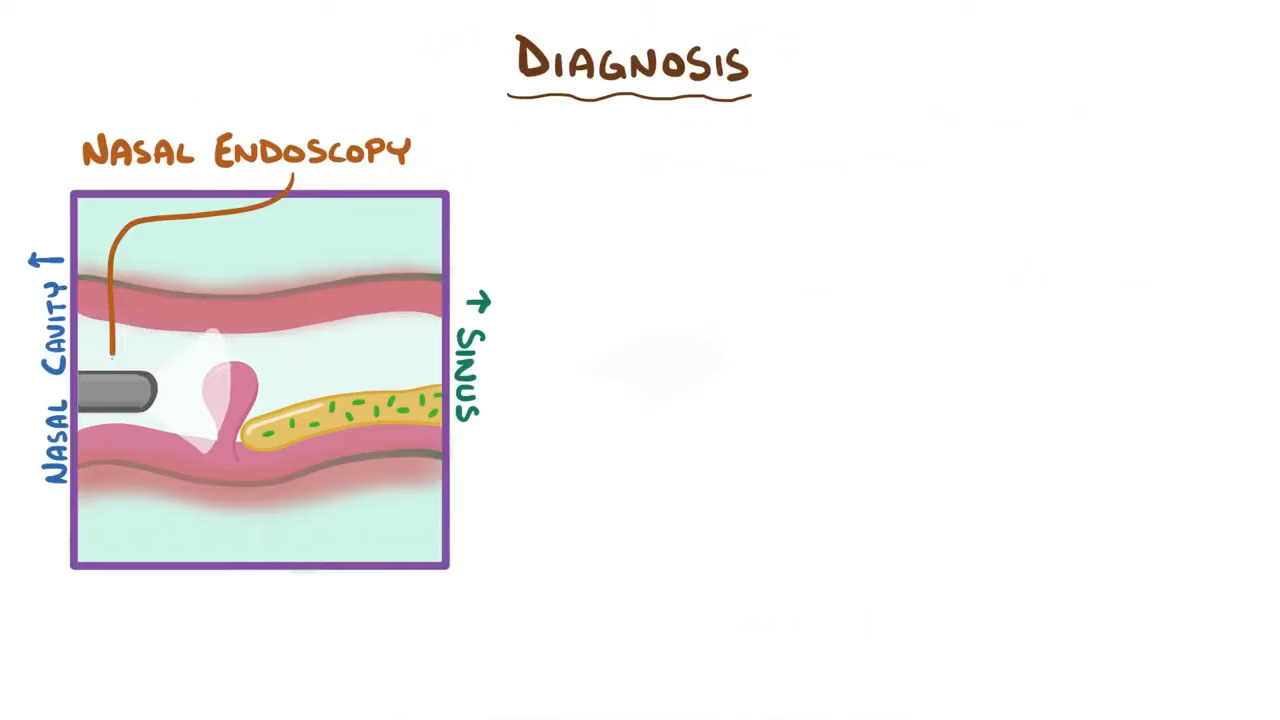 DIAGNOSIS
NASAL ENDOSCOPY
NASAL CAVITY ↑
↑ SINUS